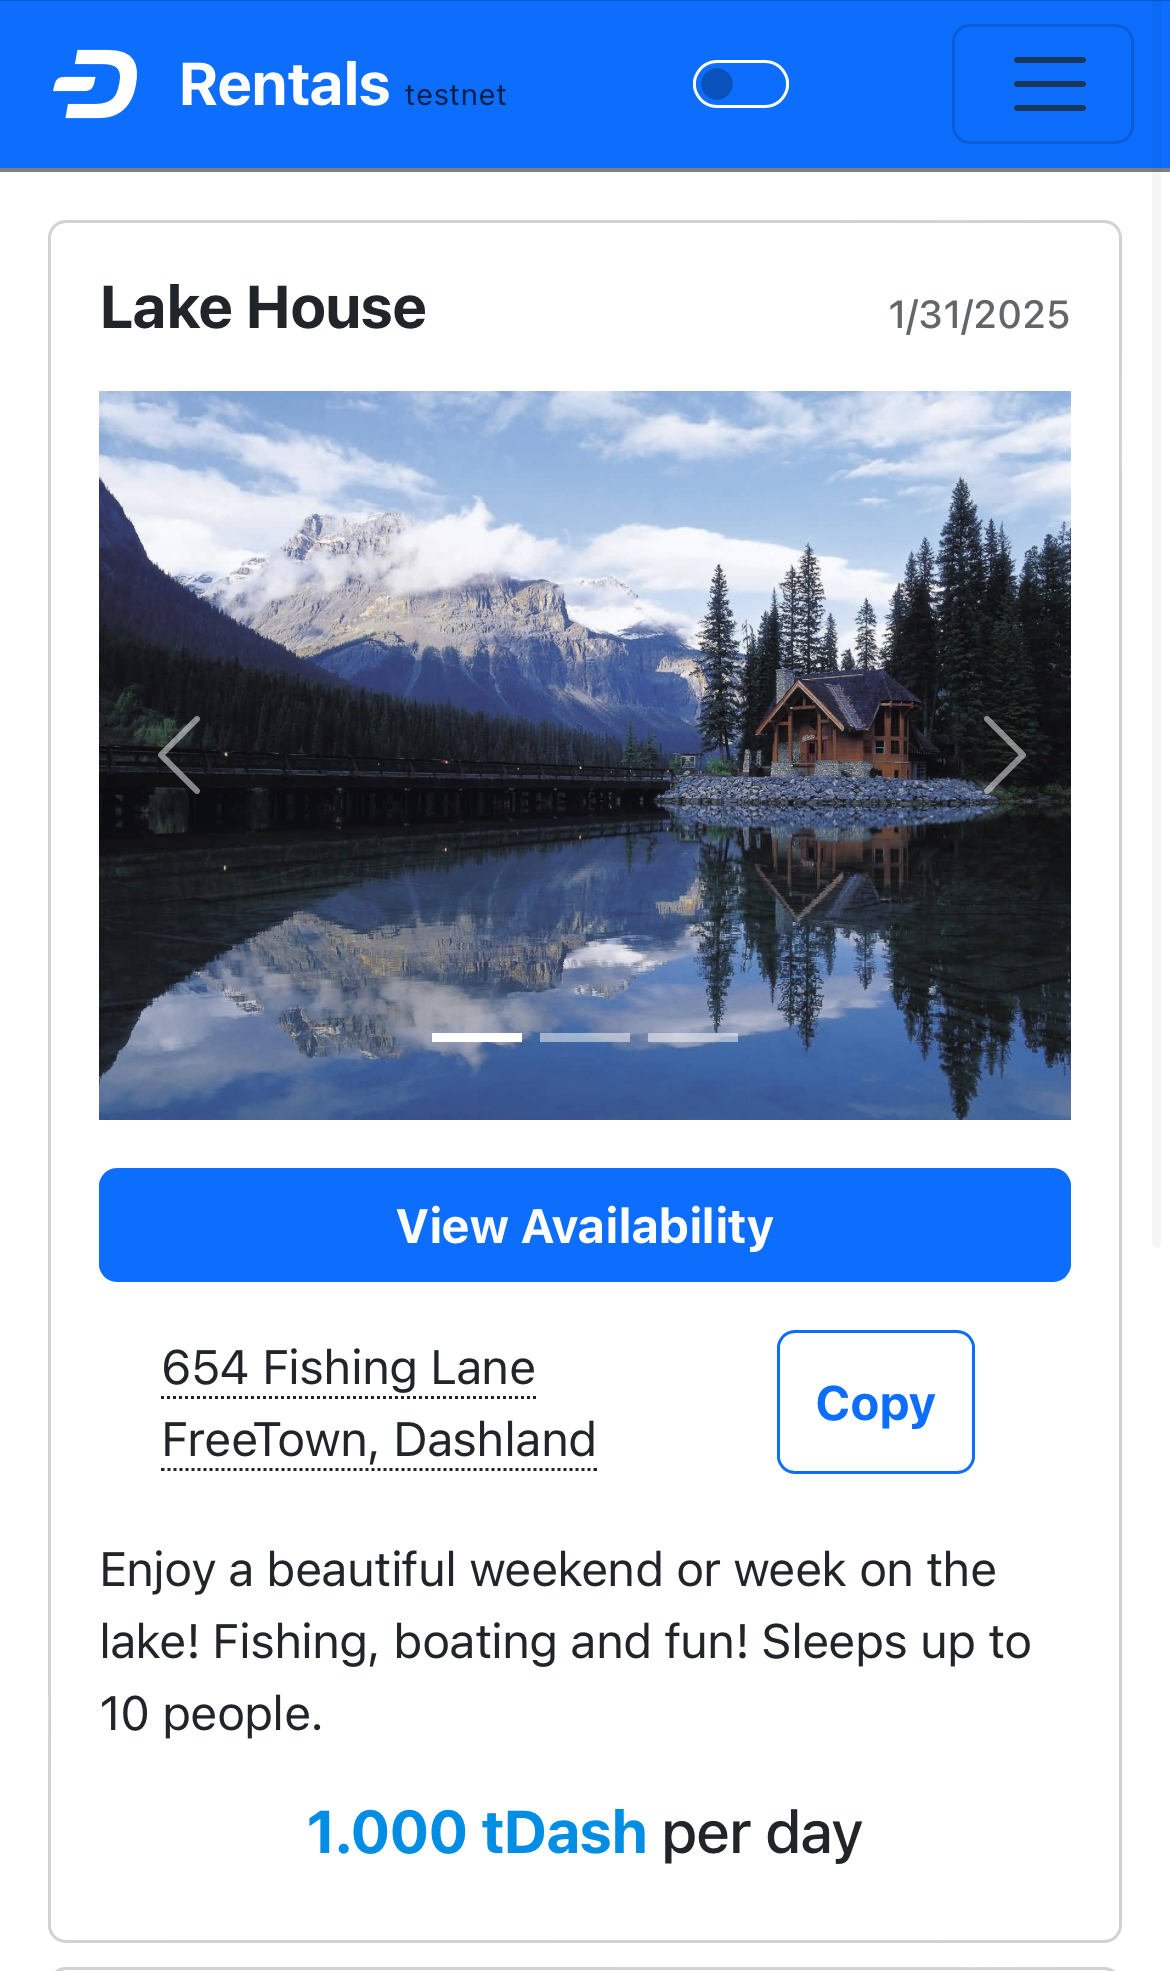 Rentals testnet
Lake House
1/31/2025
View Availability
654 Fishing Lane
FreeTown, Dashland
Copy
Enjoy a beautiful weekend or week on the
lake! Fishing, boating and fun! Sleeps up to
10 people.
1.000 tDash per day